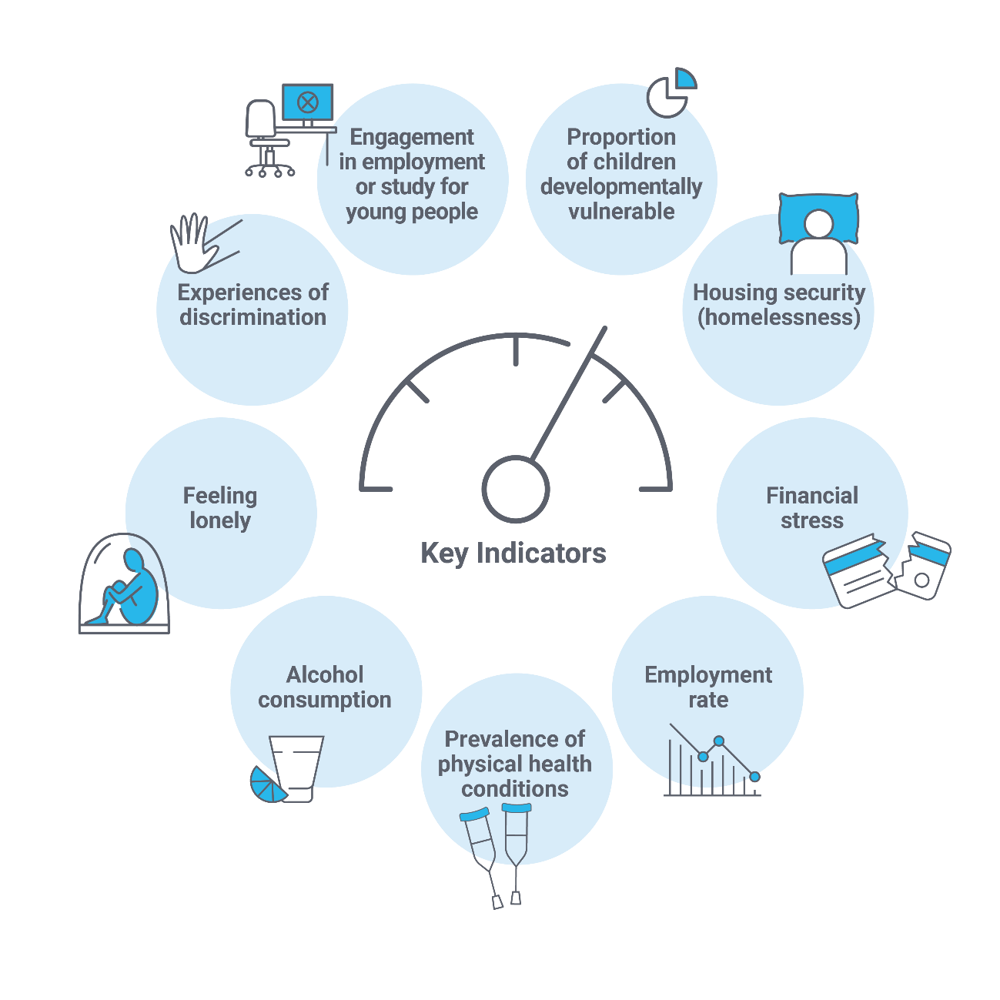 Engagement
in employment
or study for
young people
Proportion
of children
developmentally
vulnerable
Experiences of
discrimination
Housing security
(homelessness)
Feeling
lonely
Financial
stress
Key Indicators
Alcohol
consumption
Employment
rate
Prevalence of
physical health
conditions